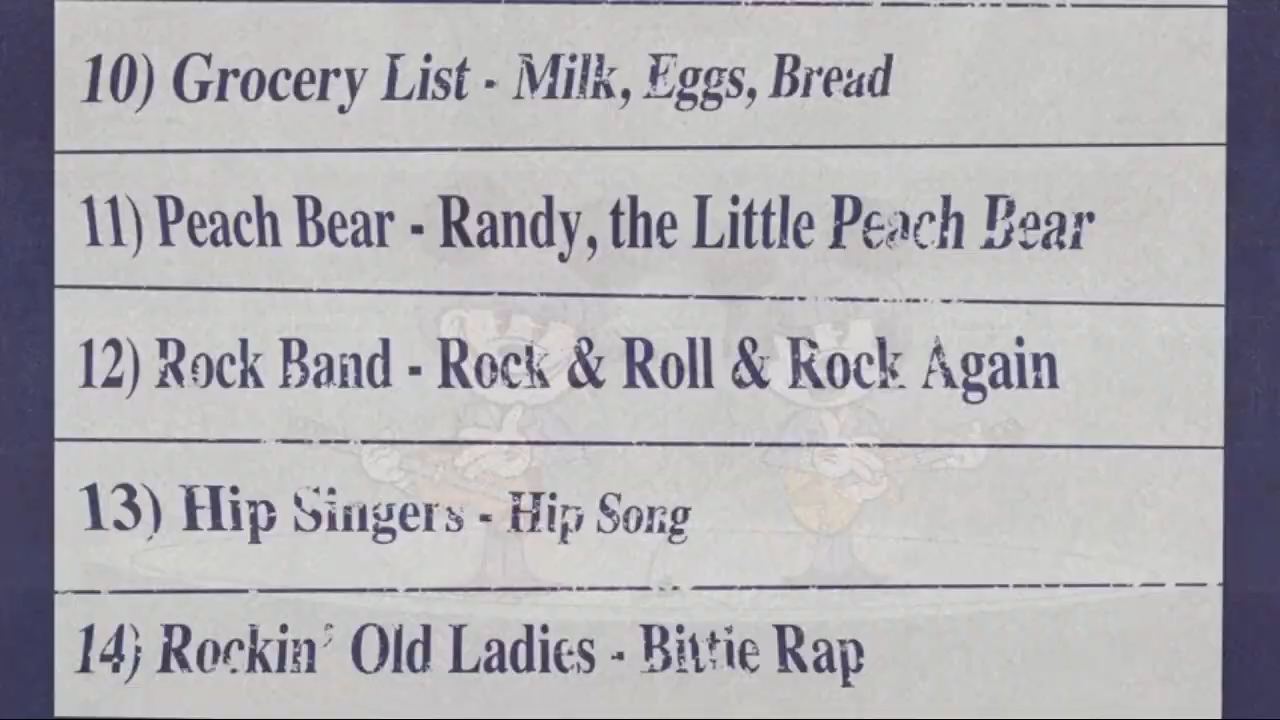 10) Grocery List - Milk, Eggs, Bread
11) Peach Bear - Randy, the Little Peach Bear
12) Rock Band - Rock & Roll & Rock Again
13) Hip Singers - Hip Song
14) Rockin' Old Ladies - Bittie Rap